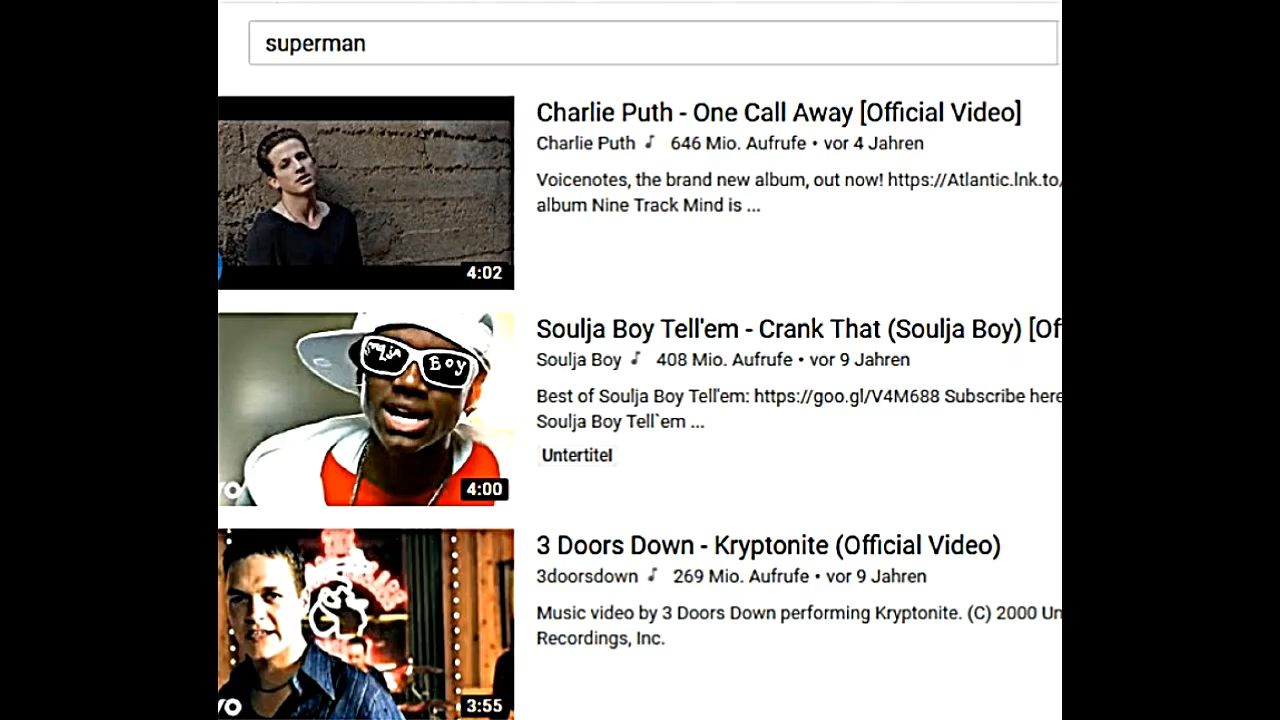 superman
Charlie Puth - One Call Away [Official Video]
Charlie Puth 646 Mio. Aufrufe • vor 4 Jahren
Voicenotes, the brand new album, out now! https://Atlantic.lnk.to/
album Nine Track Mind is ...
4:02
Soulja Boy Tell'em - Crank That (Soulja Boy) [Of
Soulja Boy 408 Mio. Aufrufe • vor 9 Jahren
Best of Soulja Boy Tell'em: https://goo.gl/V4M688 Subscribe here
Soulja Boy Tell`em ...
Untertitel
Boy
4:00
3 Doors Down - Kryptonite (Official Video)
3doorsdown 269 Mio. Aufrufe • vor 9 Jahren
Music video by 3 Doors Down performing Kryptonite. (C) 2000 Un
Recordings, Inc.
3:55